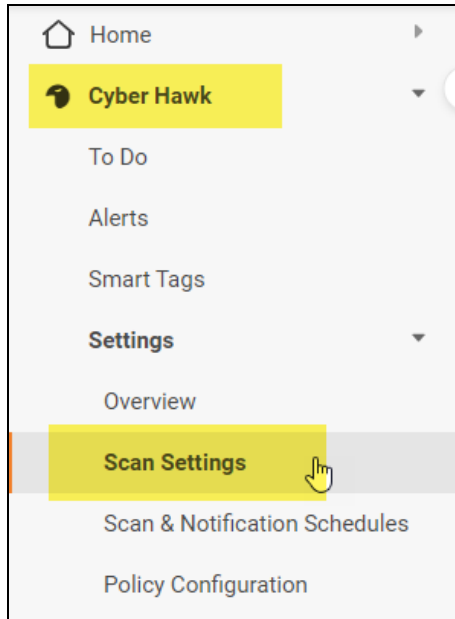 Home
Cyber Hawk
To Do
Alerts
Smart Tags
Settings
Overview
Scan Settings
Scan & Notification Schedules
Policy Configuration